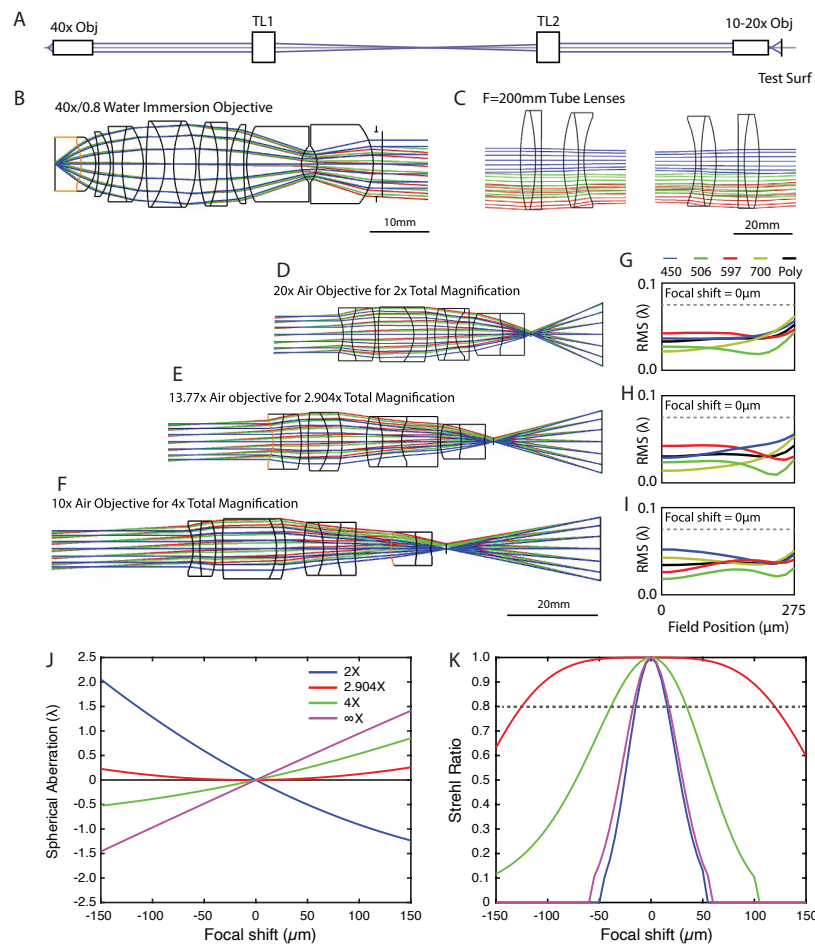 A
40x Obj
TL1
TL2
10-20x Obj
Test Surf
B
40x/0.8 Water Immersion Objective
10mm
C
F=200mm Tube Lenses
20mm
D
20x Air Objective for 2x Total Magnification
E
13.77x Air objective for 2.904x Total Magnification
F
10x Air Objective for 4x Total Magnification
20mm
G
450 506 597 700 Poly
0.1
Focal shift = 0µm
RMS (λ)
0.0
H
0.1
Focal shift = 0µm
RMS (λ)
0.0
I
0.1
Focal shift = 0µm
RMS (λ)
0.0
0 275
Field Position (µm)
J
2.5
2.0
1.5
1.0
0.5
0
-0.5
-1.0
-1.5
-2.0
2.5
Spherical Aberration (λ)
2X
2.904X
4X
∞X
-150 -100 -50 0 50 100 150
Focal shift (µm)
K
1.0
0.9
0.8
0.7
0.6
0.5
0.4
0.3
0.2
0.1
0
Strehl Ratio
-150 -100 -50 0 50 100 150
Focal shift (µm)